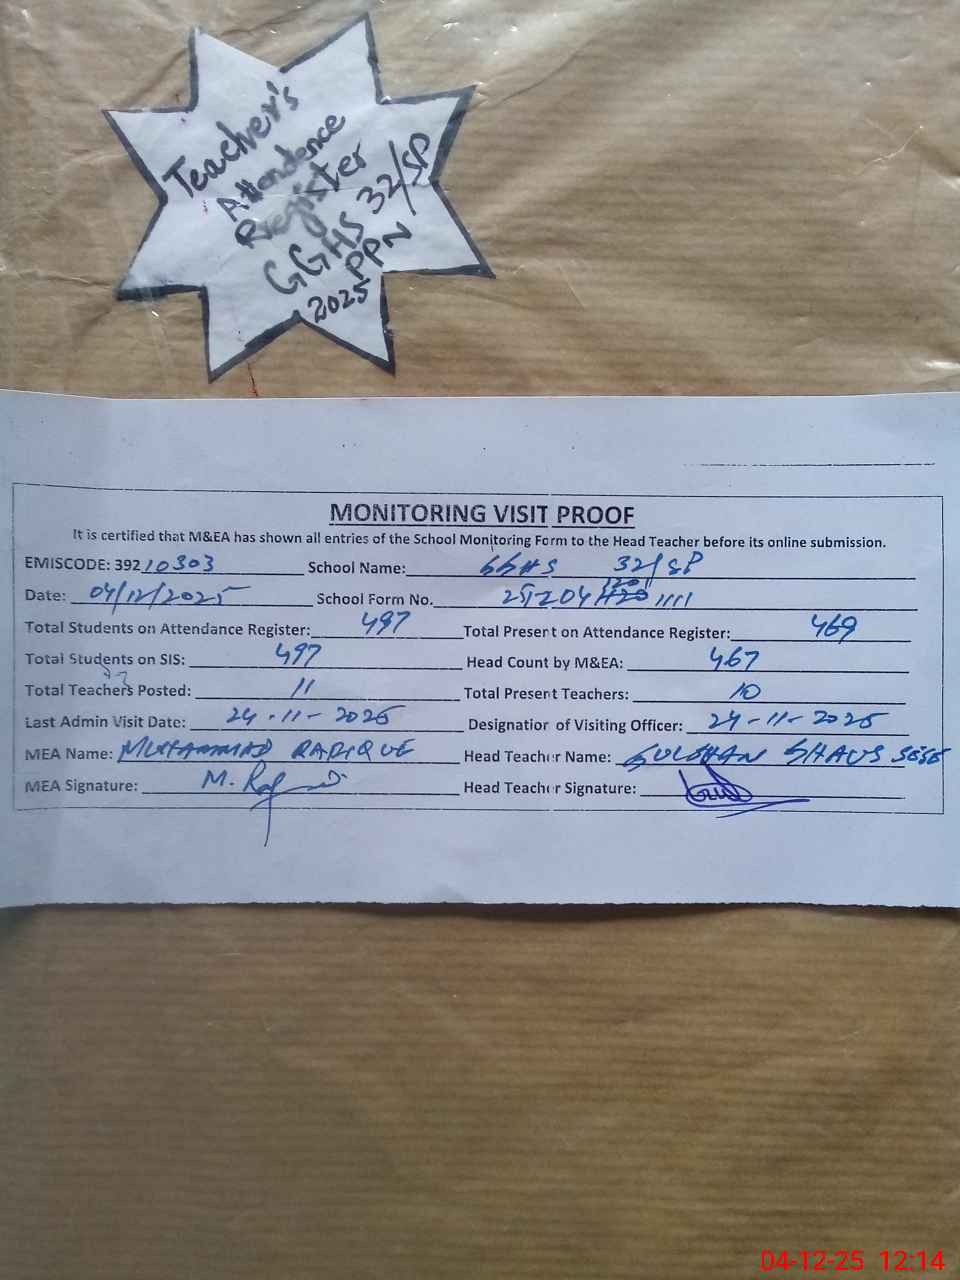 Teacher's
Attendence
Register
GGHS 32/SP
PPN
2025
MONITORING VISIT PROOF
It is certified that M&EA has shown all entries of the School Monitoring Form to the Head Teacher before its online submission.
EMISCODE: 39210303 School Name: GGHS 32/SP
Date: 04/12/2025 School Form No.
Total Students on Attendance Register: 497 Total Present on Attendance Register: 469
Total Students on SIS: 497 Head Count by M&EA: 467
Total Teachers Posted: 11 Total Present Teachers: 10
Last Admin Visit Date: 24-11-2025 Designation of Visiting Officer: 24-11-2025
MEA Name: MUHAMMAD RAFIQUE Head Teacher Name: GULSHAN SESE
MEA Signature: Head Teacher Signature:
04-12-25 12:14